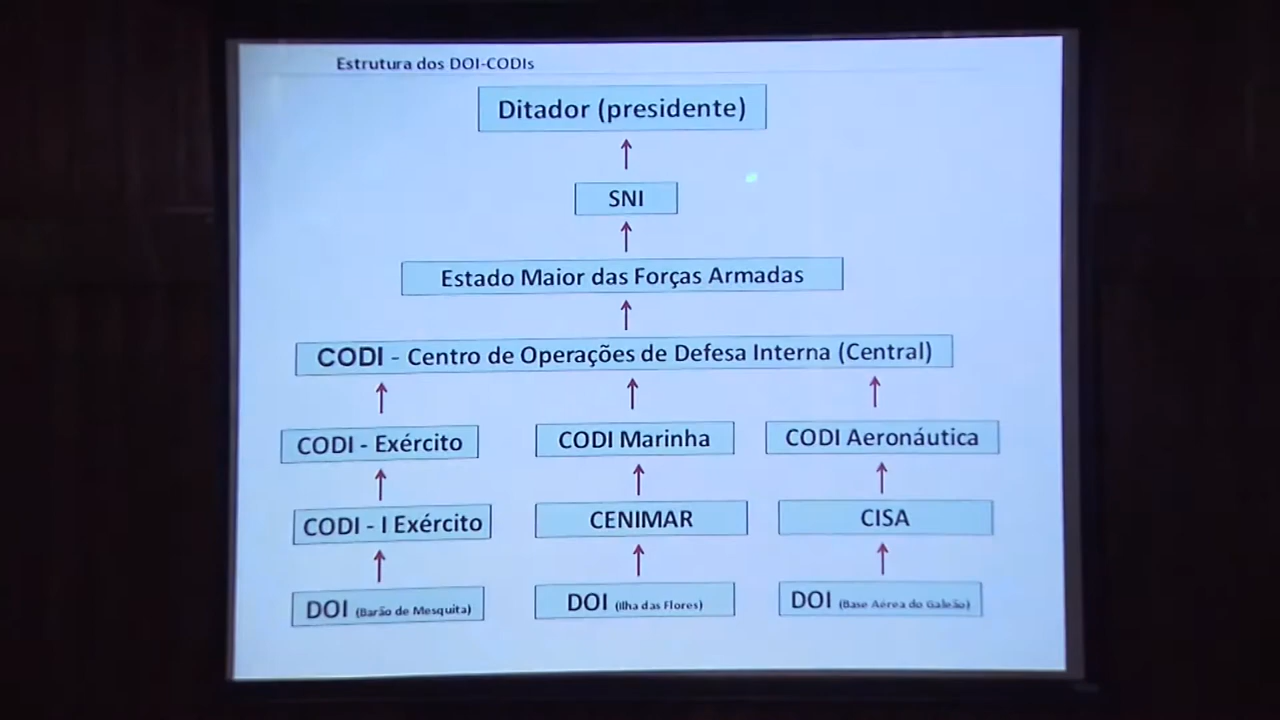 Estrutura dos DOI-CODIs
Ditador (presidente)
SNI
Estado Maior das Forças Armadas
CODI - Centro de Operações de Defesa Interna (Central)
CODI - Exército
CODI Marinha
CODI Aeronáutica
CODI - I Exército
CENIMAR
CISA
DOI (Barão de Mesquita)
DOI (Ilha das Flores)
DOI (Base Aérea do Galeão)